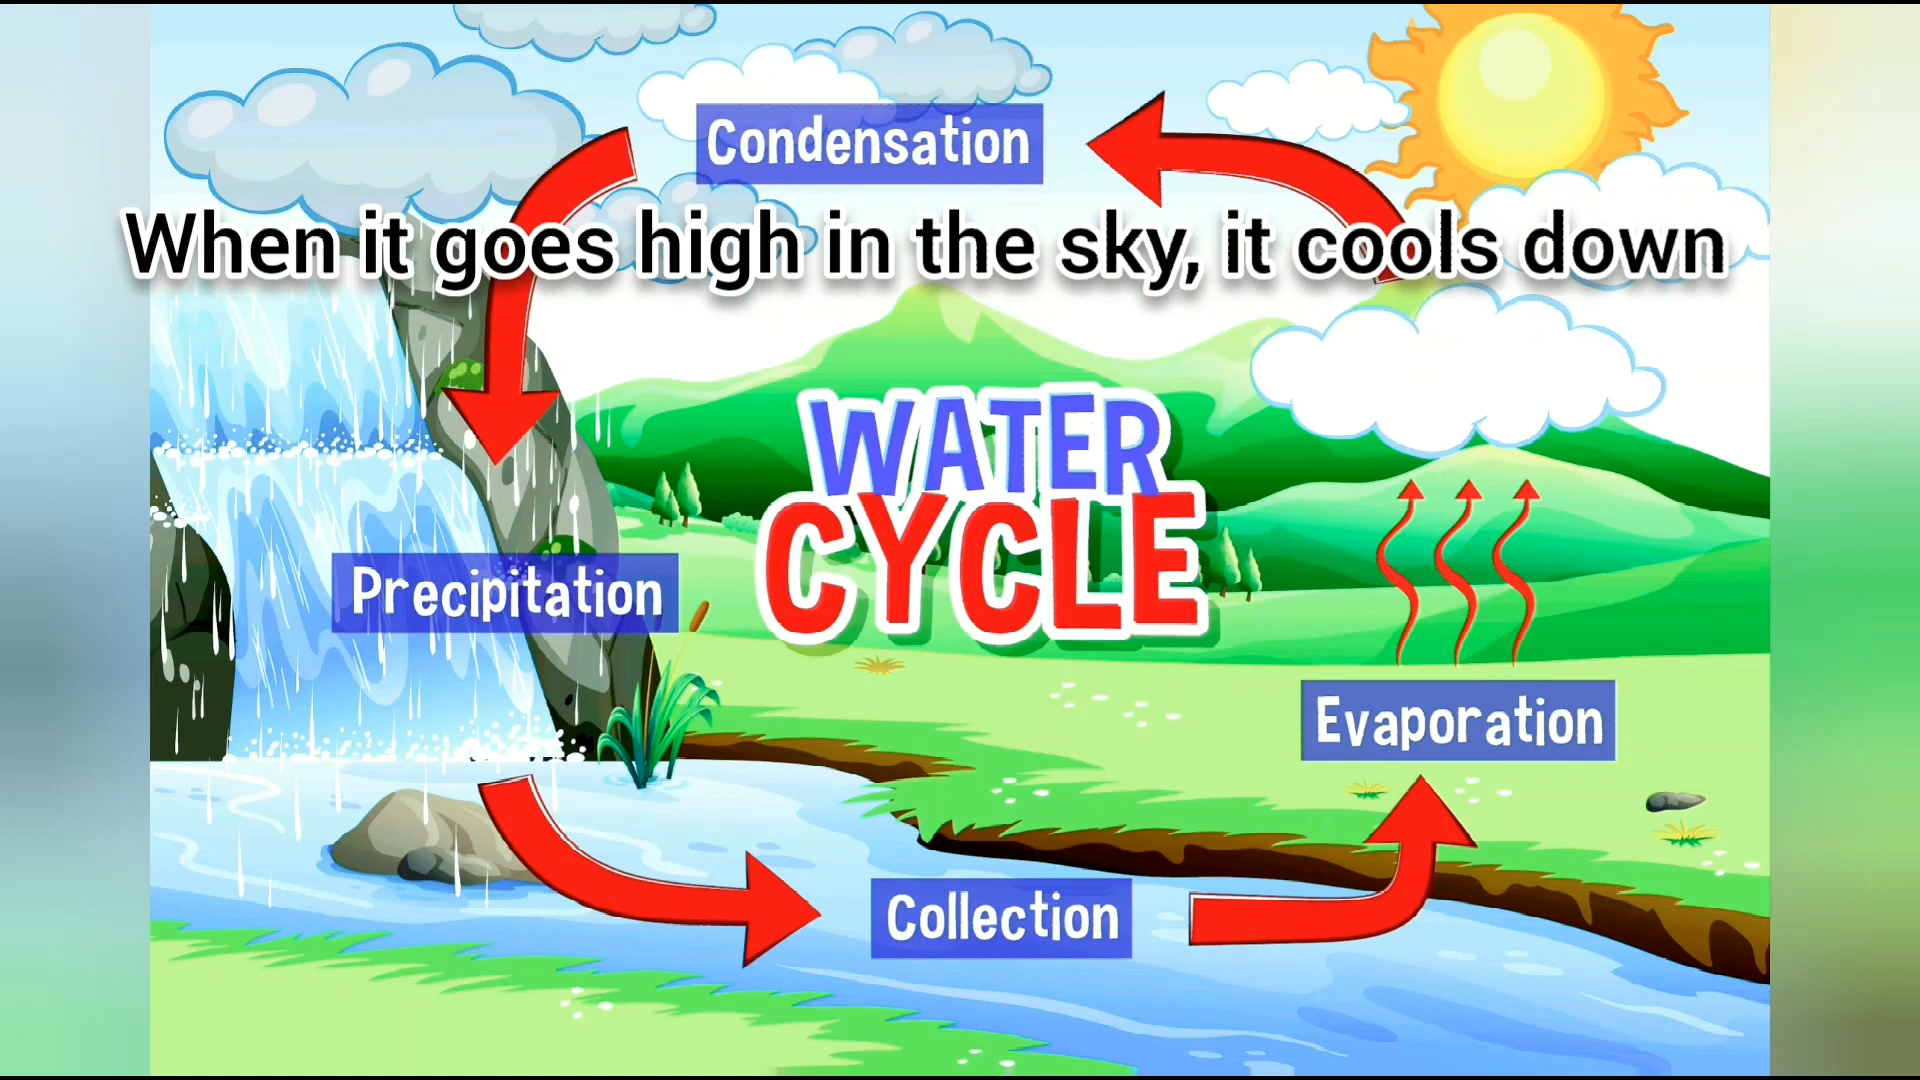 Condensation
When it goes high in the sky, it cools down
WATER
CYCLE
Precipitation
Evaporation
Collection